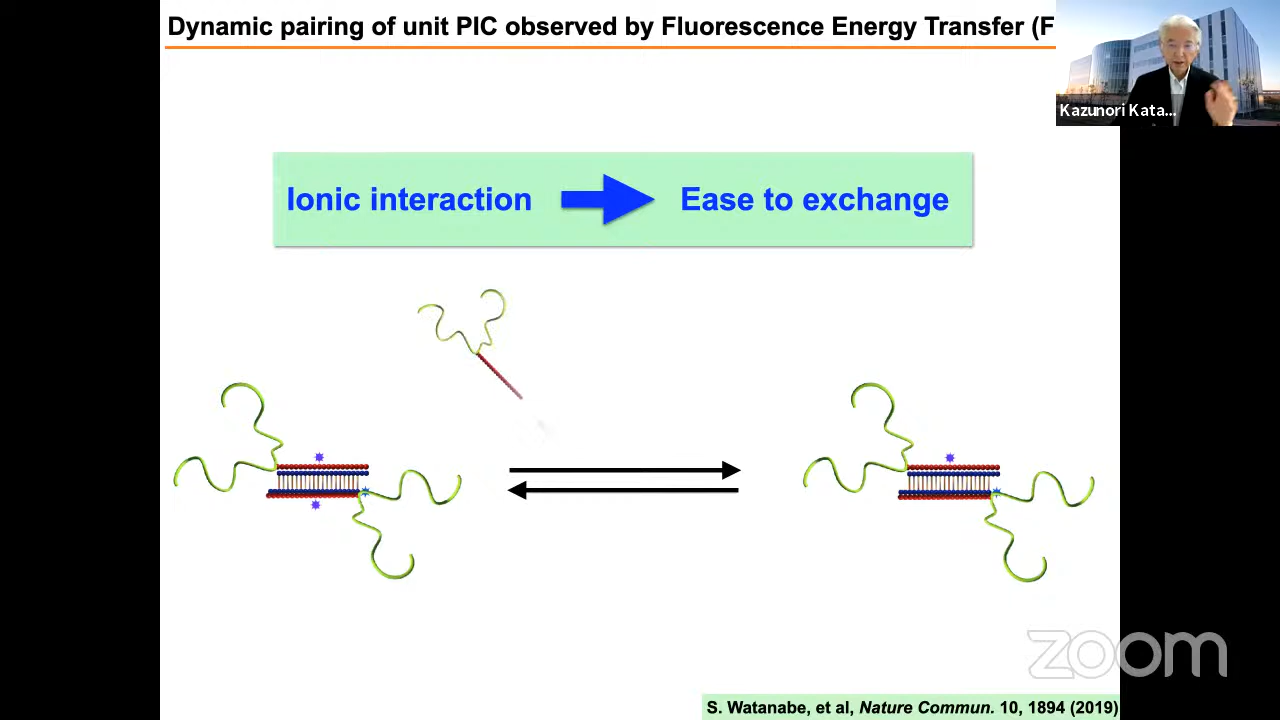 Dynamic pairing of unit PIC observed by Fluorescence Energy Transfer (F
Kazunori Kata...
Ionic interaction
Ease to exchange
zoom
S. Watanabe, et al, Nature Commun. 10, 1894 (2019)